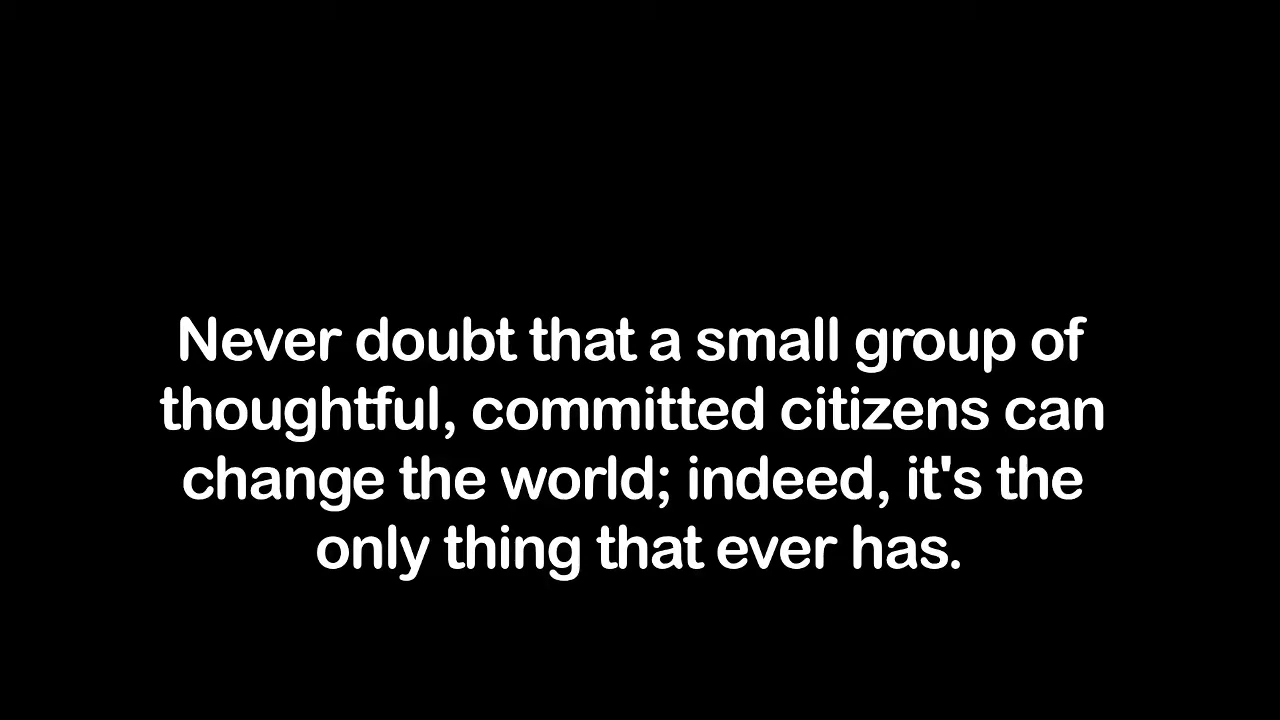 Never doubt that a small group of
thoughtful, committed citizens can
change the world; indeed, it's the
only thing that ever has.